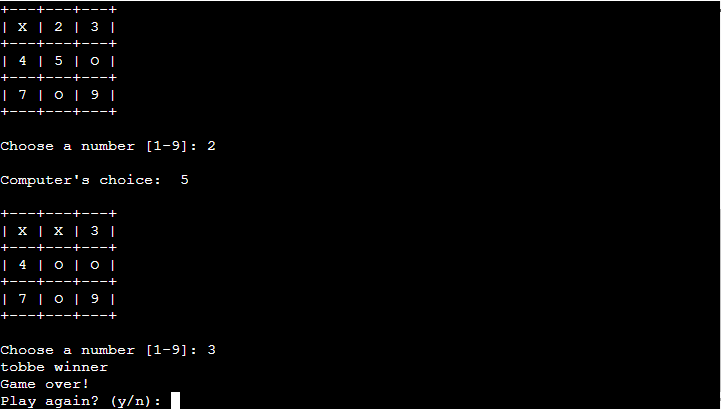 +---+---+---+
| X | 2 | 3 |
+---+---+---+
| 4 | 5 | O |
+---+---+---+
| 7 | O | 9 |
+---+---+---+
Choose a number [1-9]: 2
Computer's choice:  5
+---+---+---+
| X | X | 3 |
+---+---+---+
| 4 | O | O |
+---+---+---+
| 7 | O | 9 |
+---+---+---+
Choose a number [1-9]: 3
tobbe winner
Game over!
Play again? (y/n):